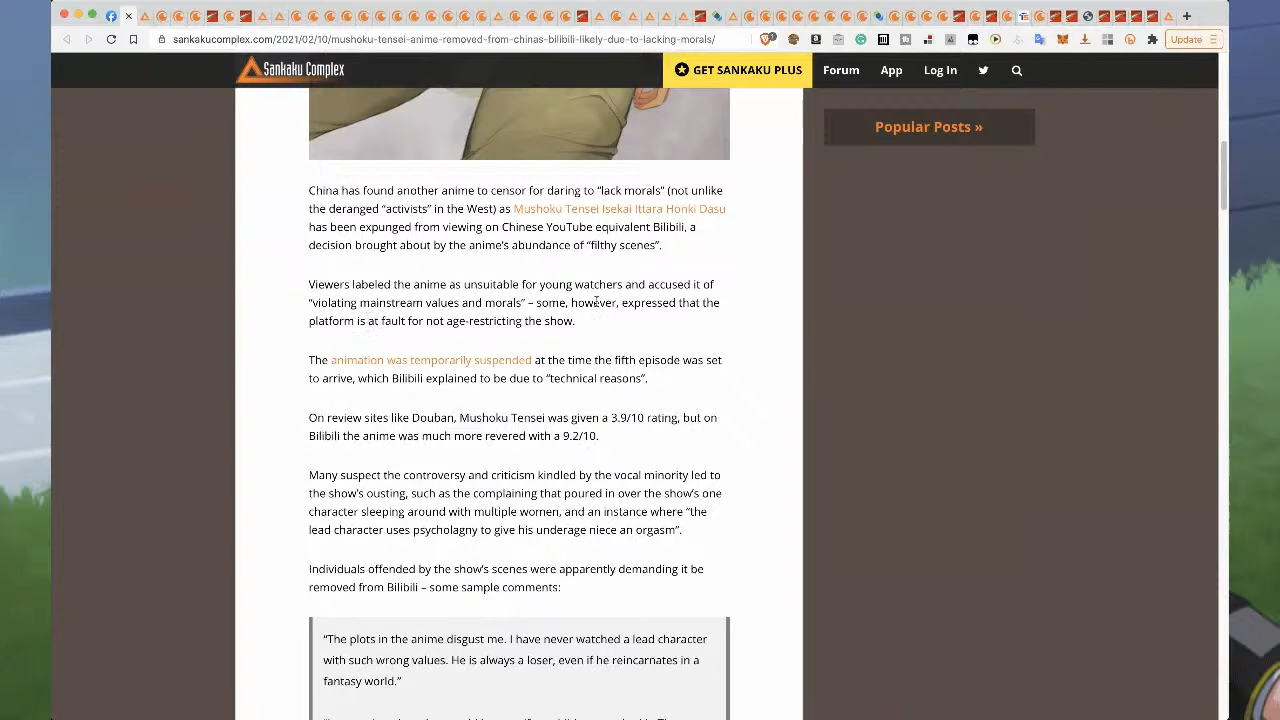 sankakucomplex.com/2021/02/10/mushoku-tensei-anime-removed-from-chinas-bilibili-likely-due-to-lacking-morals/
Update
Sankaku Complex
GET SANKAKU PLUS
Forum
App
Log In
Popular Posts »
China has found another anime to censor for daring to “lack morals” (not unlike
the deranged “activists” in the West) as Mushoku Tensei Isekai Ittara Honki Dasu
has been expunged from viewing on Chinese YouTube equivalent Bilibili, a
decision brought about by the anime’s abundance of “filthy scenes”.
Viewers labeled the anime as unsuitable for young watchers and accused it of
“violating mainstream values and morals” – some, however, expressed that the
platform is at fault for not age-restricting the show.
The animation was temporarily suspended at the time the fifth episode was set
to arrive, which Bilibili explained to be due to “technical reasons”.
On review sites like Douban, Mushoku Tensei was given a 3.9/10 rating, but on
Bilibili the anime was much more revered with a 9.2/10.
Many suspect the controversy and criticism kindled by the vocal minority led to
the show’s ousting, such as the complaining that poured in over the show’s one
character sleeping around with multiple women, and an instance where “the
lead character uses psycholagny to give his underage niece an orgasm”.
Individuals offended by the show’s scenes were apparently demanding it be
removed from Bilibili – some sample comments:
“The plots in the anime disgust me. I have never watched a lead character
with such wrong values. He is always a loser, even if he reincarnates in a
fantasy world.”